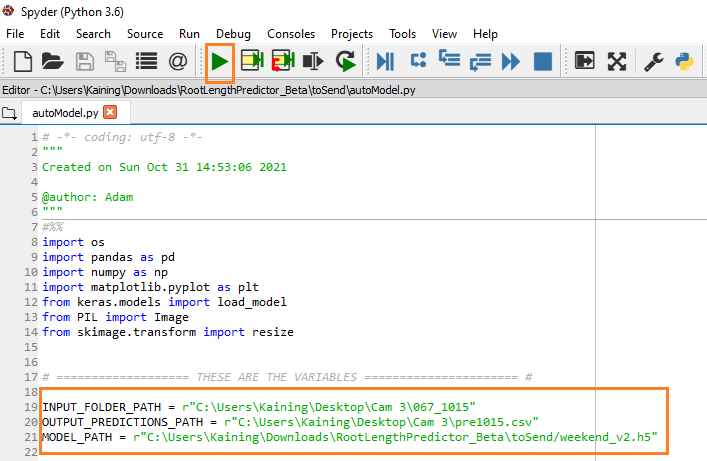 Spyder (Python 3.6)
File Edit Search Source Run Debug Consoles Projects Tools View Help
Editor - C:\Users\Kaining\Downloads\RootLengthPredictor_Beta\toSend\autoModel.py
autoModel.py
1 # -*- coding: utf-8 -*-
2 """
3 Created on Sun Oct 31 14:53:06 2021
4
5 @author: Adam
6 """
7 #%%
8 import os
9 import pandas as pd
10 import numpy as np
11 import matplotlib.pyplot as plt
12 from keras.models import load_model
13 from PIL import Image
14 from skimage.transform import resize
15
16
17 # =================== THESE ARE THE VARIABLES ====================== #
18
19 INPUT_FOLDER_PATH = r"C:\Users\Kaining\Desktop\Cam 3\067_1015"
20 OUTPUT_PREDICTIONS_PATH = r"C:\Users\Kaining\Desktop\Cam 3\pre1015.csv"
21 MODEL_PATH = r"C:\Users\Kaining\Downloads\RootLengthPredictor_Beta\toSend/weekend_v2.h5"
22